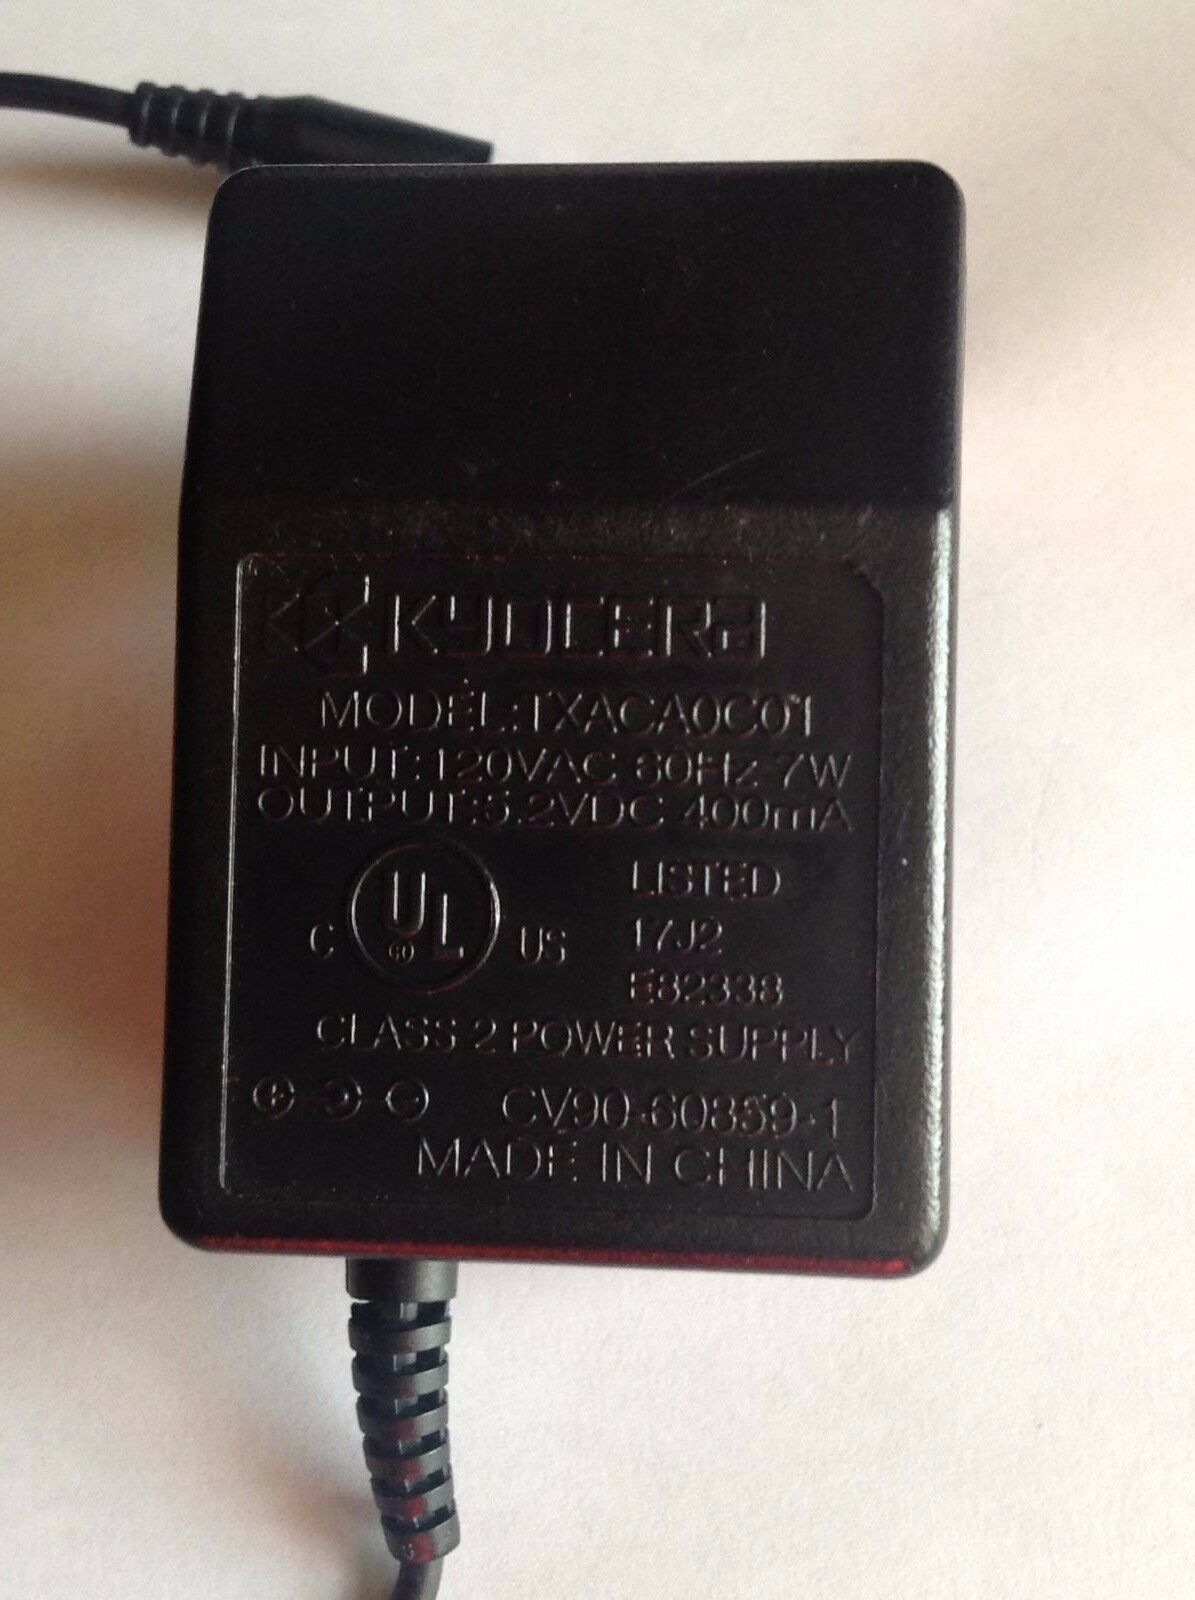 KYOCERA
MODEL:TXACA0C01
INPUT:120VAC 60Hz 7W
OUTPUT:5.2VDC 400mA
C UL US
LISTED
17J2
E82338
CLASS 2 POWER SUPPLY
CV90-60859-1
MADE IN CHINA